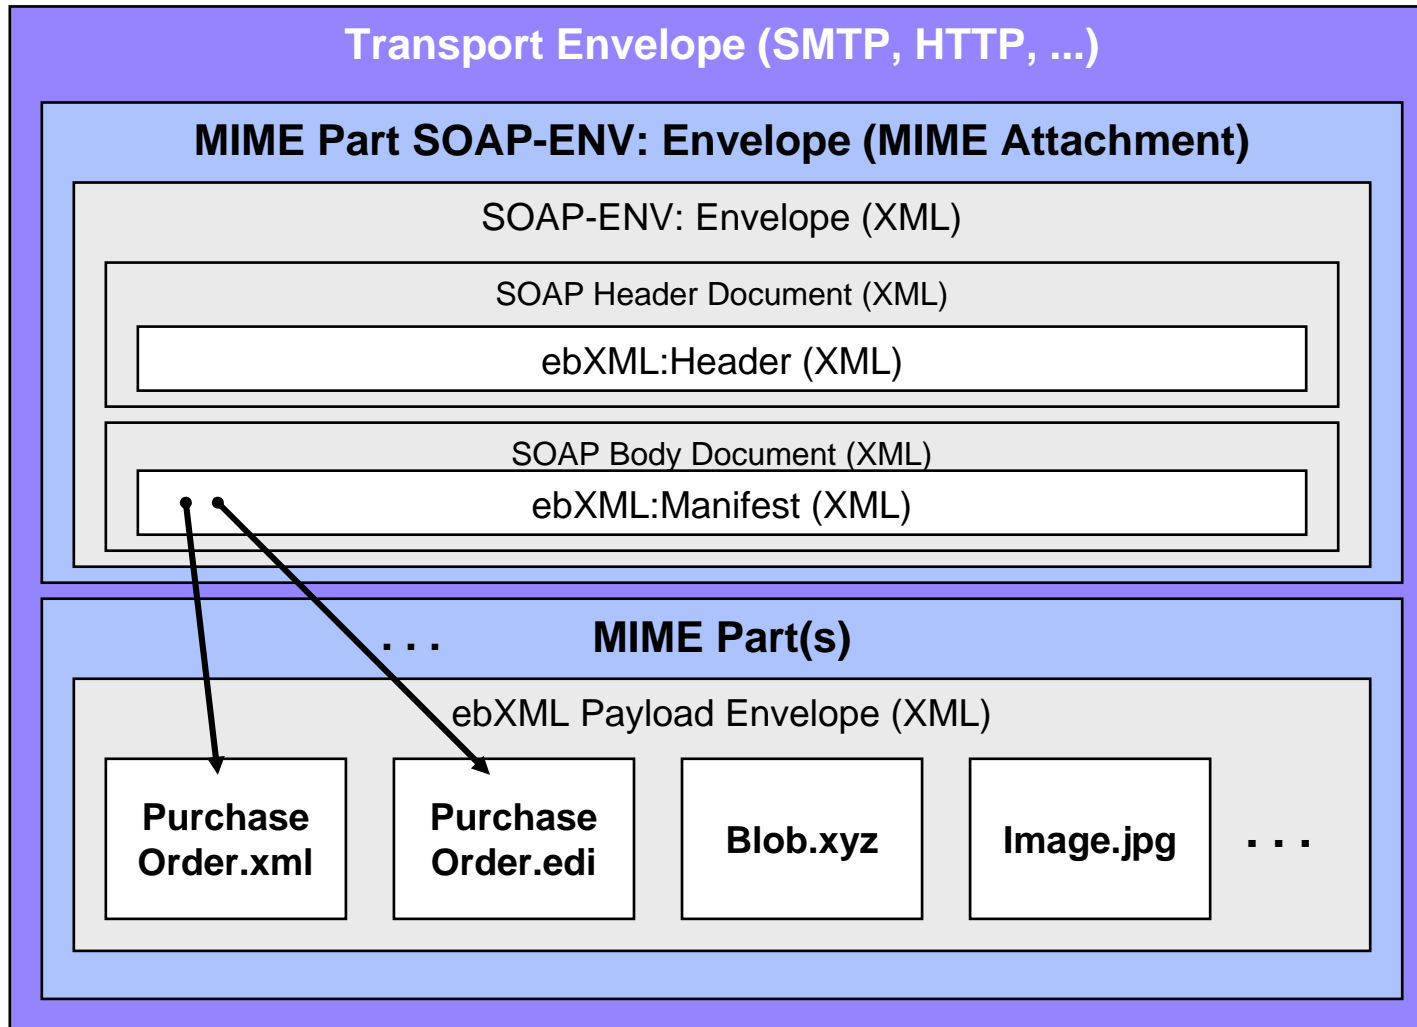 Transport Envelope (SMTP, HTTP, ...)
MIME Part SOAP-ENV: Envelope (MIME Attachment)
SOAP-ENV: Envelope (XML)
SOAP Header Document (XML)
ebXML:Header (XML)
SOAP Body Document (XML)
ebXML:Manifest (XML)
. . . MIME Part(s)
ebXML Payload Envelope (XML)
Purchase
Order.xml
Purchase
Order.edi
Blob.xyz
Image.jpg
. . .